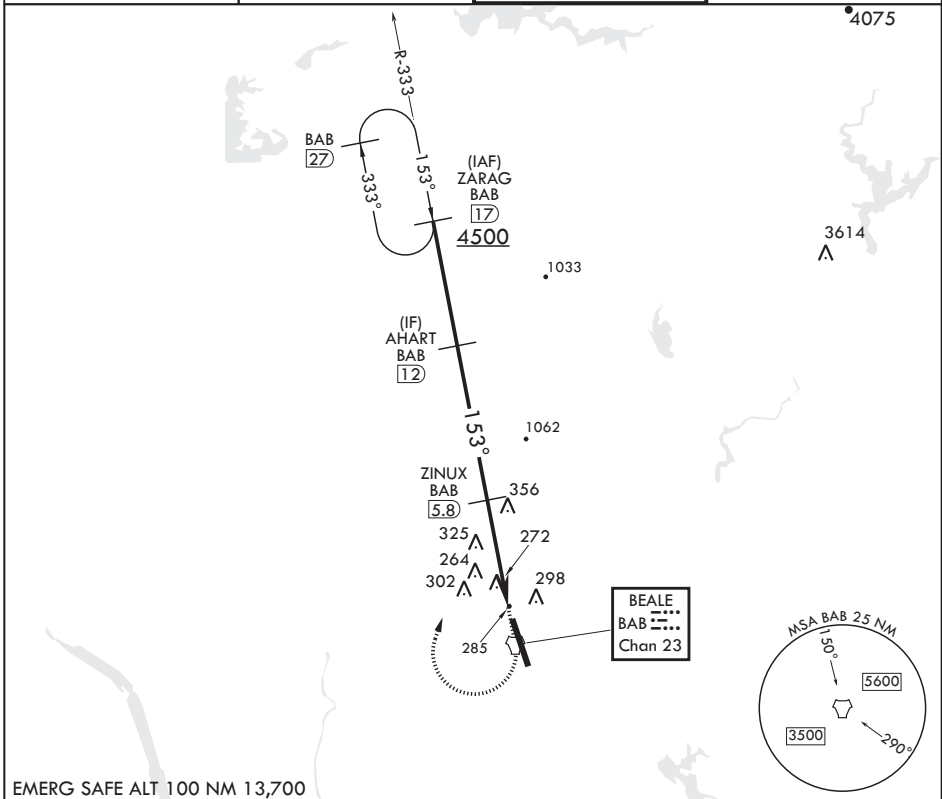 4075
R-333
BAB
27
333°
153°
(IAF)
ZARAG
BAB
17
4500
3614
1033
(IF)
AHART
BAB
12
153°
1062
ZINUX
BAB
5.8
356
325
272
264
302
298
BEALE
BAB
Chan 23
285
MSA BAB 25 NM
150°
5600
3500
290°
EMERG SAFE ALT 100 NM 13,700